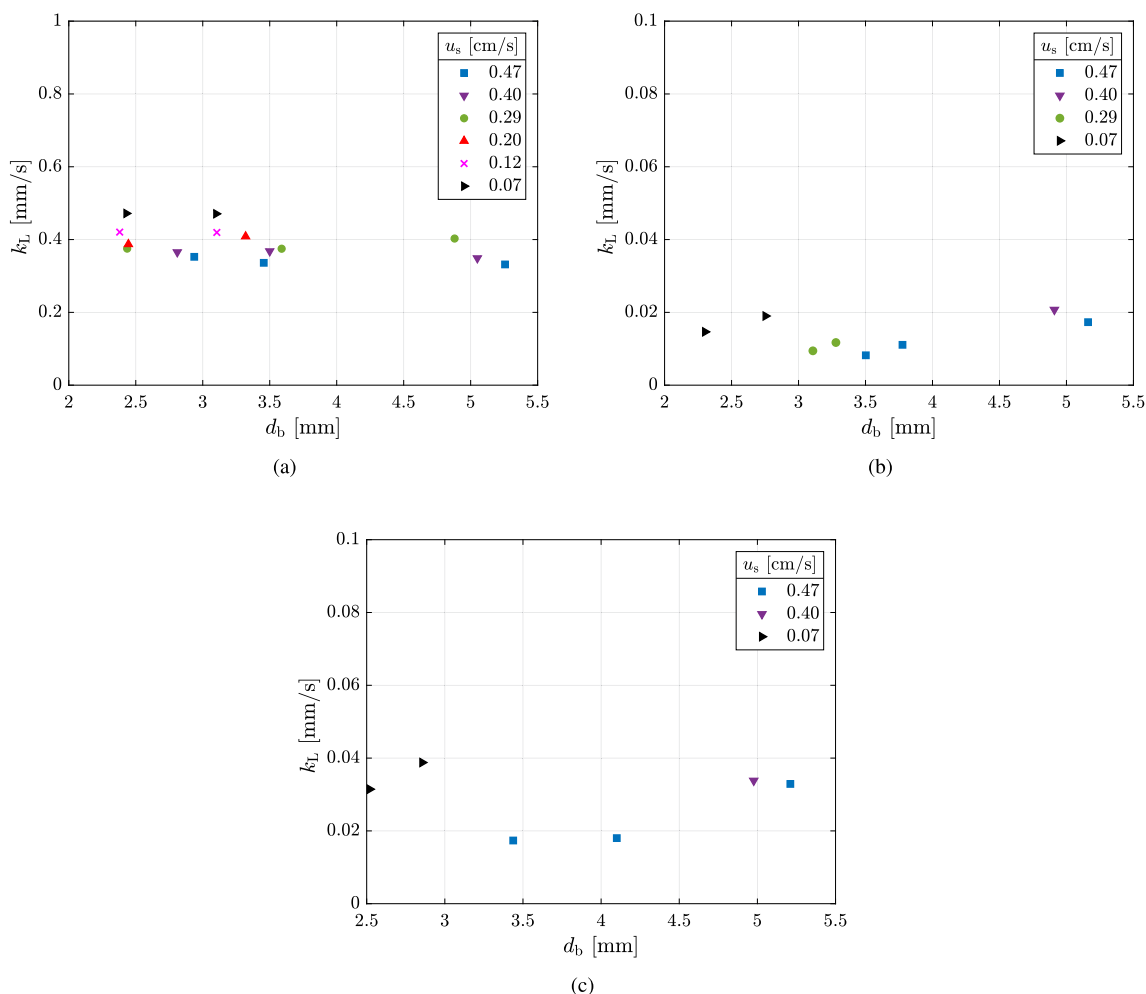 1
0.8
0.6
0.4
0.2
0
k_L [mm/s]
2 2.5 3 3.5 4 4.5 5 5.5
d_b [mm]
u_s [cm/s]
0.47
0.40
0.29
0.20
0.12
0.07
(a)
0.1
0.08
0.06
0.04
0.02
0
k_L [mm/s]
2 2.5 3 3.5 4 4.5 5 5.5
d_b [mm]
u_s [cm/s]
0.47
0.40
0.29
0.07
(b)
0.1
0.08
0.06
0.04
0.02
0
k_L [mm/s]
2.5 3 3.5 4 4.5 5 5.5
d_b [mm]
u_s [cm/s]
0.47
0.40
0.07
(c)